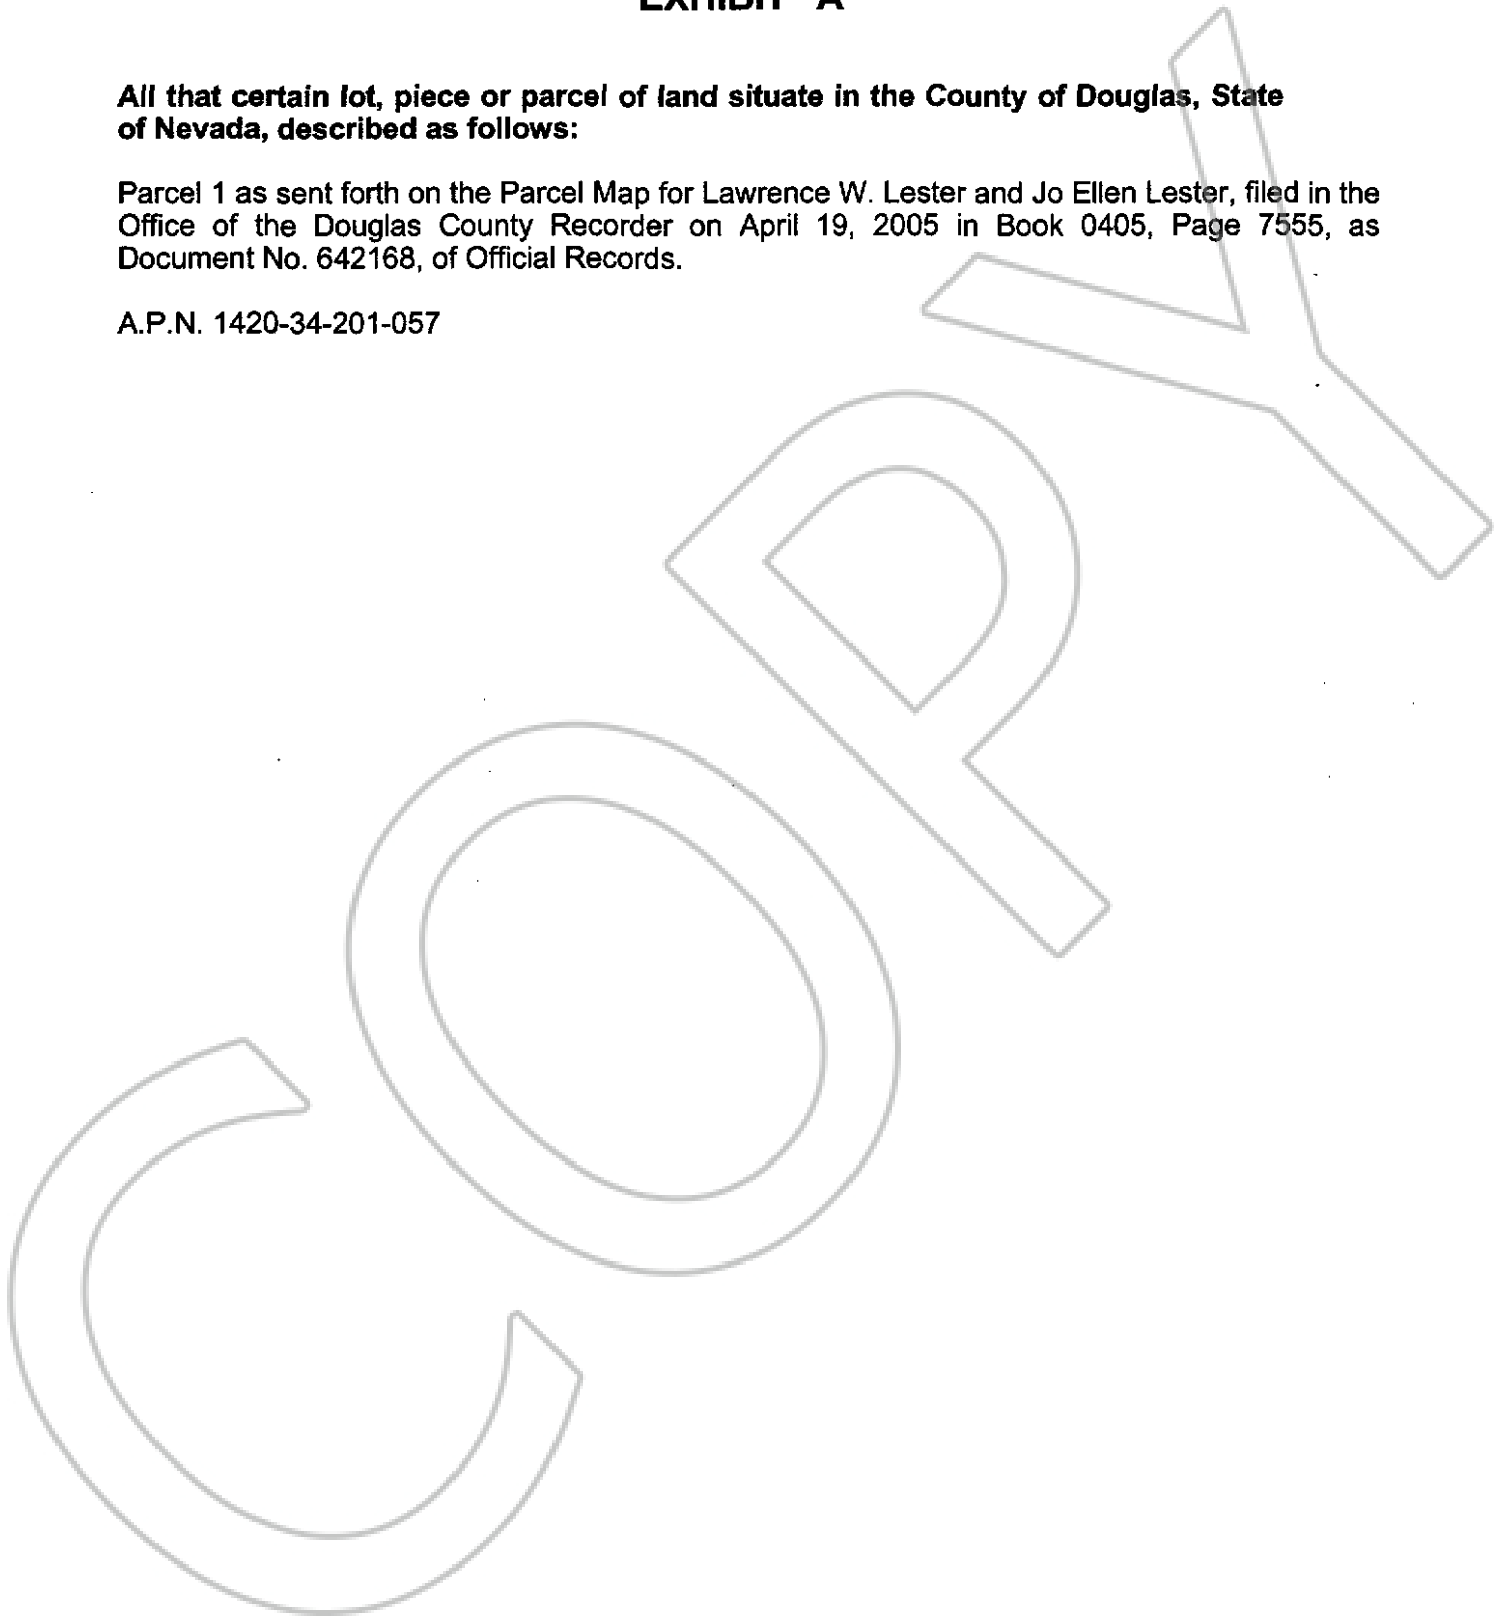 EXHIBIT "A"
All that certain lot, piece or parcel of land situate in the County of Douglas, State
of Nevada, described as follows:
Parcel 1 as sent forth on the Parcel Map for Lawrence W. Lester and Jo Ellen Lester, filed in the
Office of the Douglas County Recorder on April 19, 2005 in Book 0405, Page 7555, as
Document No. 642168, of Official Records.
A.P.N. 1420-34-201-057
COPY